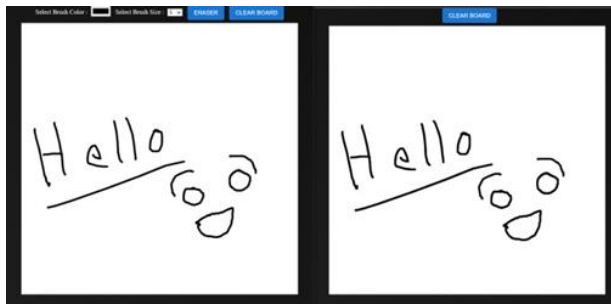 Select Brush Color :
Select Brush Size :
ERASER
CLEAR BOARD
CLEAR BOARD
Hello
Hello